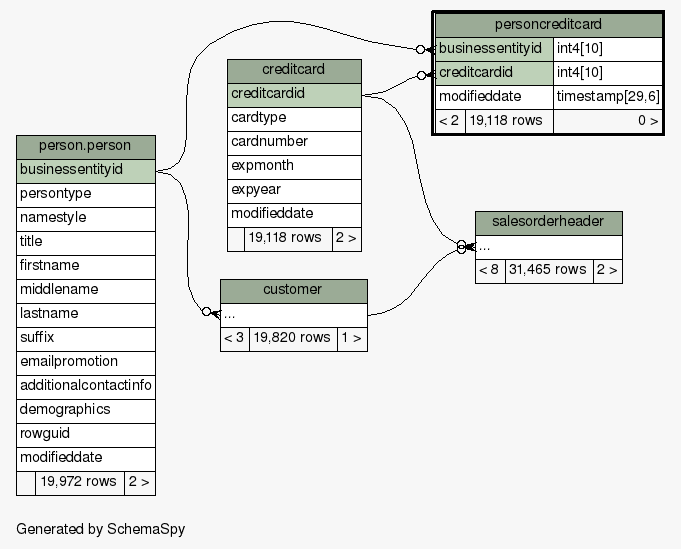 personcreditcard
businessentityid int4[10]
creditcardid int4[10]
modifieddate timestamp[29,6]
< 2 19,118 rows 0 >
creditcard
creditcardid
cardtype
cardnumber
expmonth
expyear
modifieddate
19,118 rows 2 >
person.person
businessentityid
persontype
namestyle
title
firstname
middlename
lastname
suffix
emailpromotion
additionalcontactinfo
demographics
rowguid
modifieddate
19,972 rows 2 >
salesorderheader
...
< 8 31,465 rows 2 >
customer
...
< 3 19,820 rows 1 >
Generated by SchemaSpy